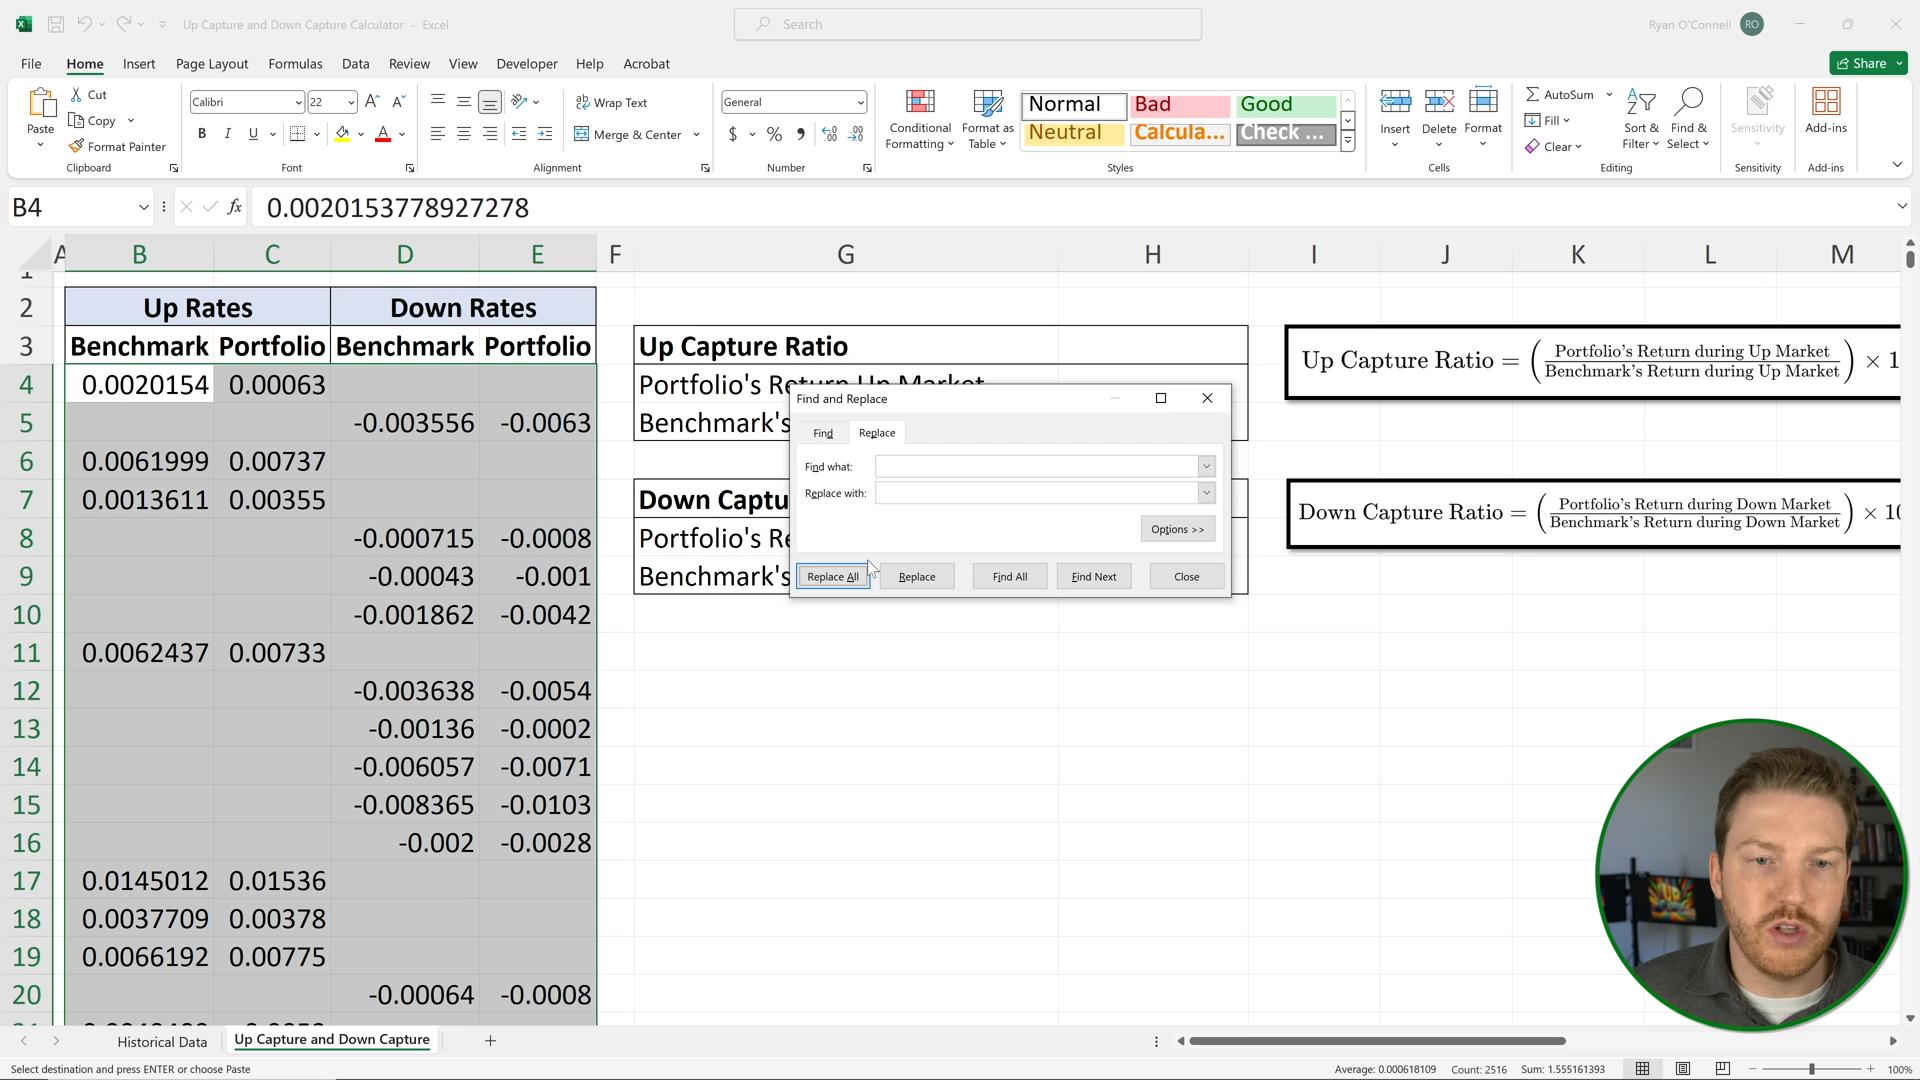 Up Capture and Down Capture Calculator - Excel
Search
Ryan O'Connell
RO
File Home Insert Page Layout Formulas Data Review View Developer Help Acrobat
Share
Paste
Cut
Copy
Format Painter
Clipboard
Calibri
22
B I U
Font
Wrap Text
Merge & Center
Alignment
General
$ % ,
Number
Conditional Formatting
Format as Table
Normal Bad Good
Neutral Calcula... Check ...
Styles
Insert
Delete
Format
Cells
AutoSum
Fill
Clear
Sort & Filter
Find & Select
Editing
Sensitivity
Sensitivity
Add-ins
Add-ins
B4
fx
0.0020153778927278
A B C D E F G H I J K L M
1
2 Up Rates Down Rates
3 Benchmark Portfolio Benchmark Portfolio
4 0.0020154 0.00063
5 -0.003556 -0.0063
6 0.0061999 0.00737
7 0.0013611 0.00355
8 -0.000715 -0.0008
9 -0.00043 -0.001
10 -0.001862 -0.0042
11 0.0062437 0.00733
12 -0.003638 -0.0054
13 -0.00136 -0.0002
14 -0.006057 -0.0071
15 -0.008365 -0.0103
16 -0.002 -0.0028
17 0.0145012 0.01536
18 0.0037709 0.00378
19 0.0066192 0.00775
20 -0.00064 -0.0008
Up Capture Ratio
Portfolio's Return Up Market
Benchmark's
Down Captu
Portfolio's Re
Benchmark's
Find and Replace
Find Replace
Find what:
Replace with:
Options >>
Replace All Replace Find All Find Next Close
Up Capture Ratio = (Portfolio's Return during Up Market / Benchmark's Return during Up Market) × 1
Down Capture Ratio = (Portfolio's Return during Down Market / Benchmark's Return during Down Market) × 10
Historical Data
Up Capture and Down Capture
Select destination and press ENTER or choose Paste
Average: 0.000618109 Count: 2516 Sum: 1.555161393
100%